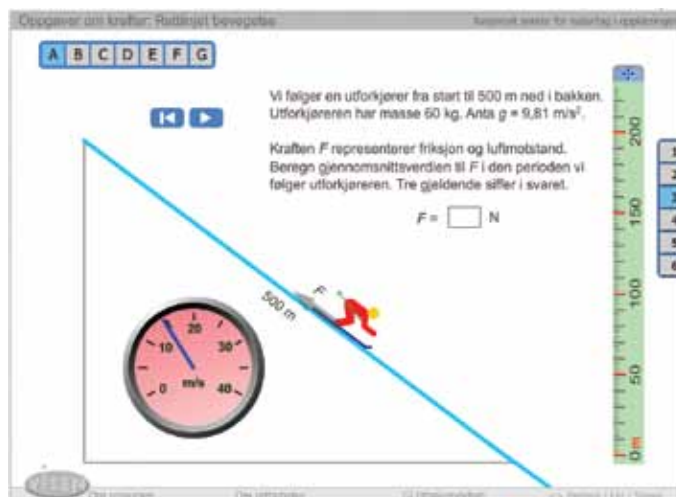 Oppgaver om krefter: Rettlinjet bevegelse
A B C D E F G
Vi følger en utforkjører fra start til 500 m ned i bakken.
Utforkjøreren har masse 60 kg. Anta g = 9,81 m/s².
Kraften F representerer friksjon og luftmotstand.
Beregn gjennomsnittsverdien til F i den perioden vi
følger utforkjøreren. Tre gjeldende siffer i svaret.
F = N
F
500 m
0 10 20 30 40
m/s
200
150
100
50
0 m
1
2
3
4
5
6